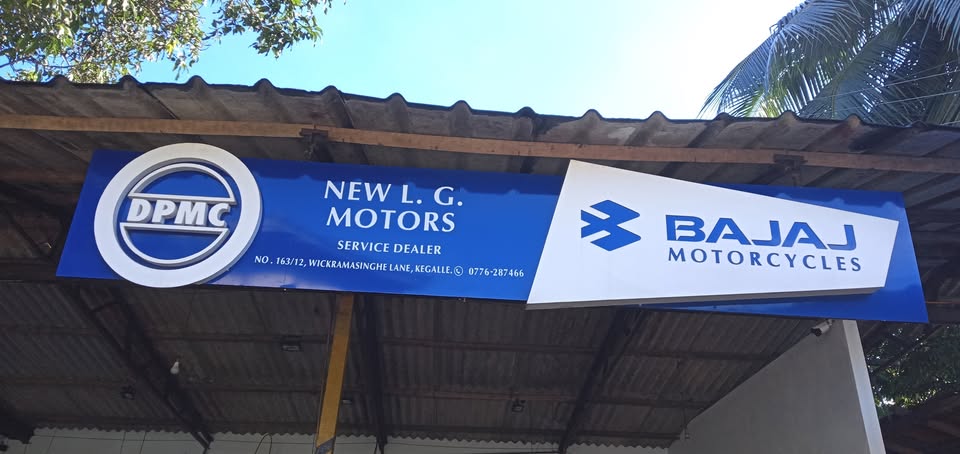 DPMC
NEW L. G.
MOTORS
SERVICE DEALER
NO . 163/12, WICKRAMASINGHE LANE, KEGALLE. 0776-287466
BAJAJ
MOTORCYCLES